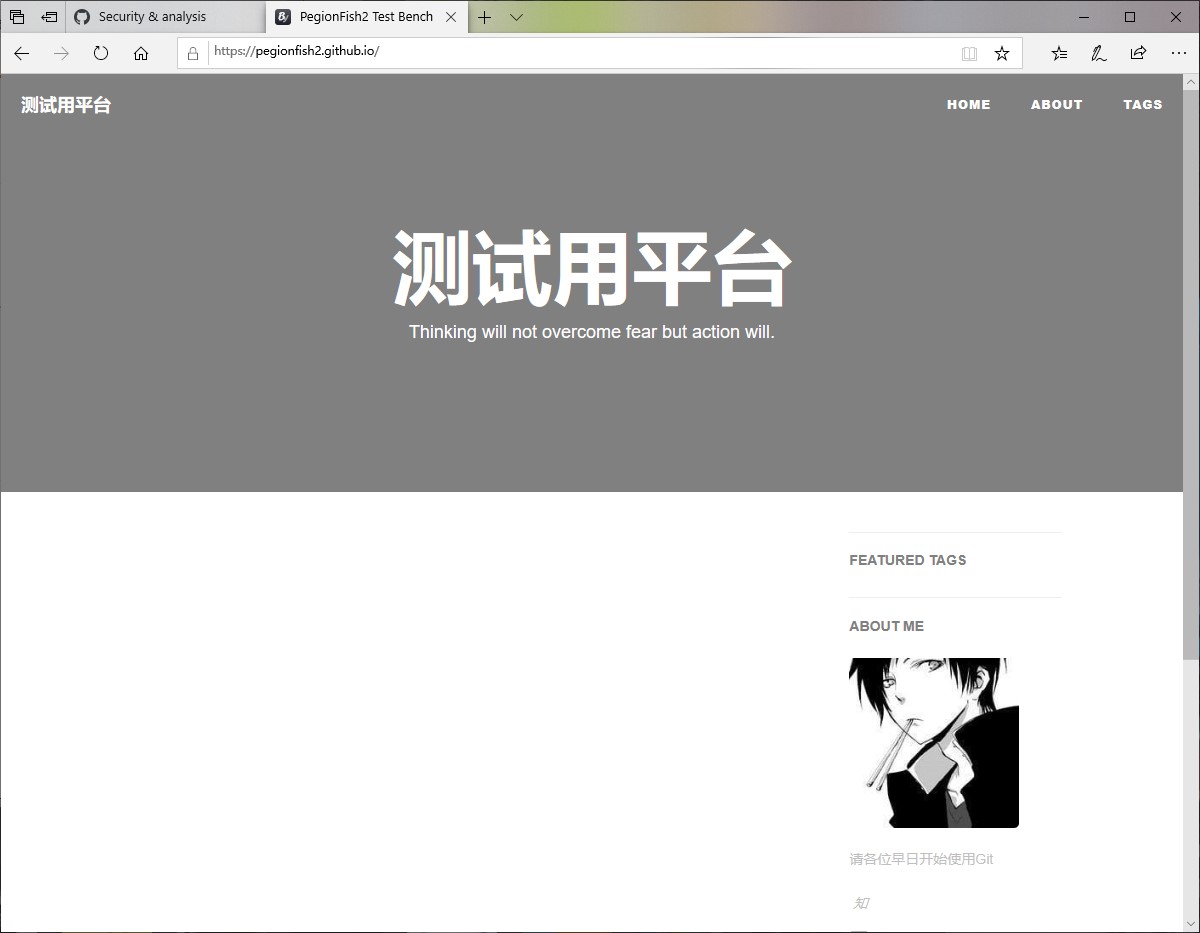 Security & analysis
PegionFish2 Test Bench
https://pegionfish2.github.io/
测试用平台
HOME
ABOUT
TAGS
测试用平台
Thinking will not overcome fear but action will.
FEATURED TAGS
ABOUT ME
请各位早日开始使用Git
知